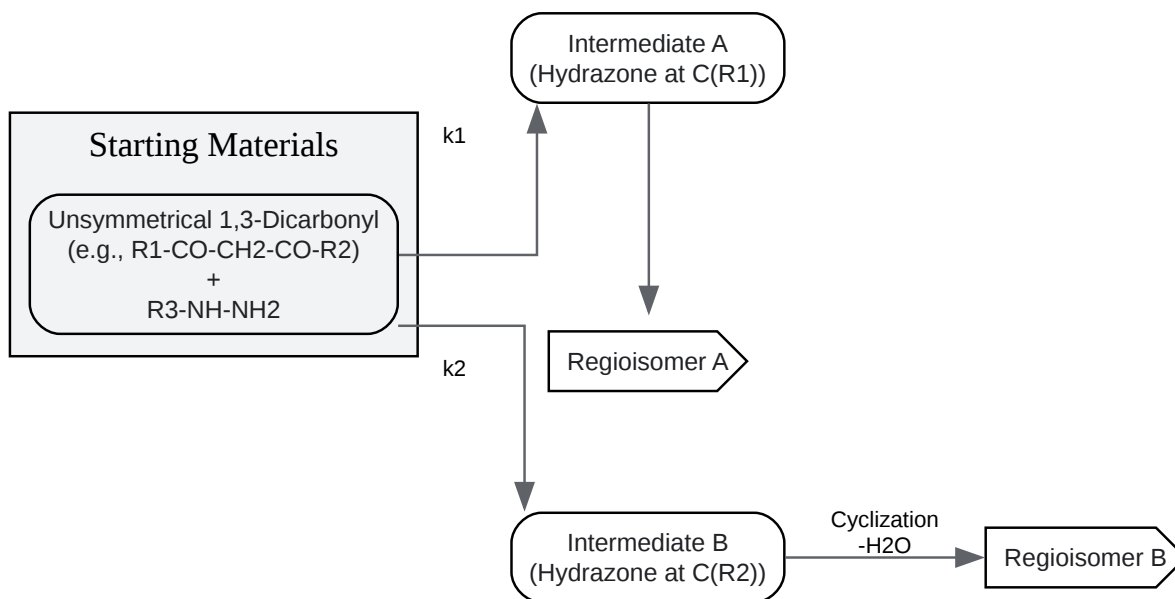 Intermediate A
(Hydrazone at C(R1))
Starting Materials
k1
Unsymmetrical 1,3-Dicarbonyl
(e.g., R1-CO-CH2-CO-R2)
+
R3-NH-NH2
k2
Regioisomer A
Intermediate B
(Hydrazone at C(R2))
Cyclization
-H2O
Regioisomer B